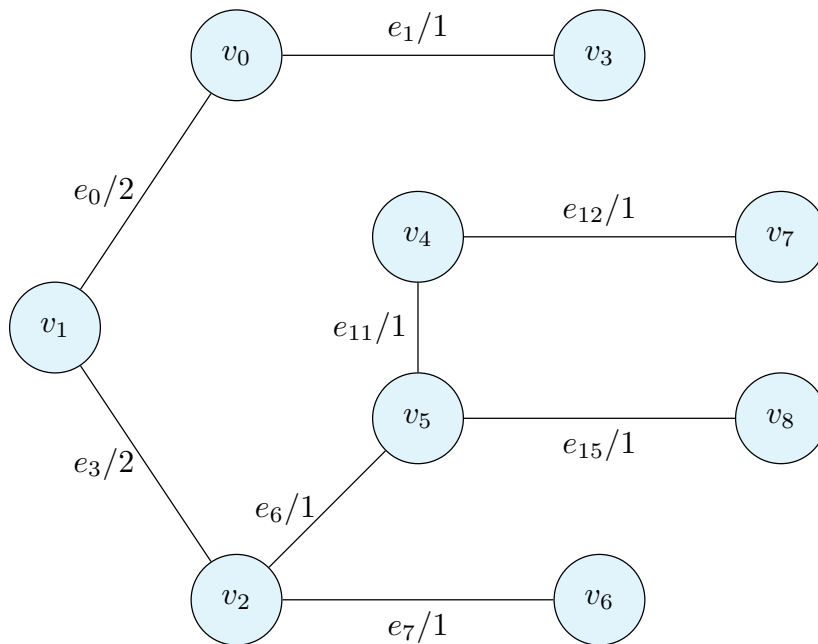 e₁/1
v₀
v₃
e₀/2
e₁₂/1
v₄
v₇
e₁₁/1
v₁
v₅
v₈
e₁₅/1
e₃/2
e₆/1
v₂
v₆
e₇/1